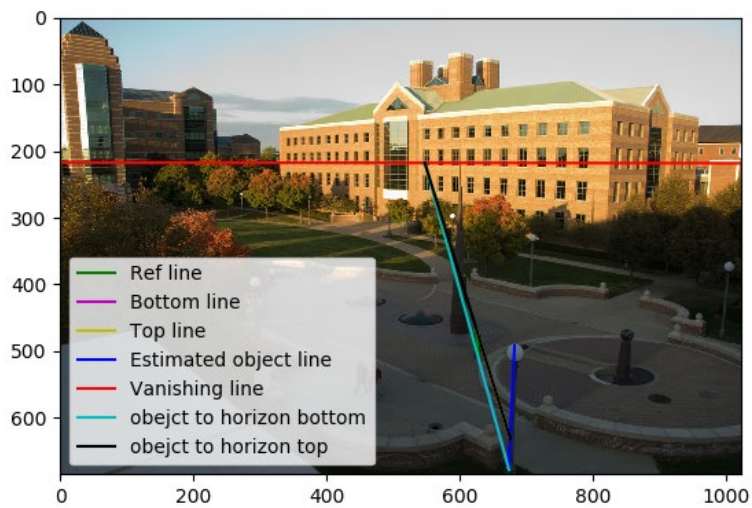 0
100
200
300
400
500
600
Ref line
Bottom line
Top line
Estimated object line
Vanishing line
obejct to horizon bottom
obejct to horizon top
0
200
400
600
800
1000